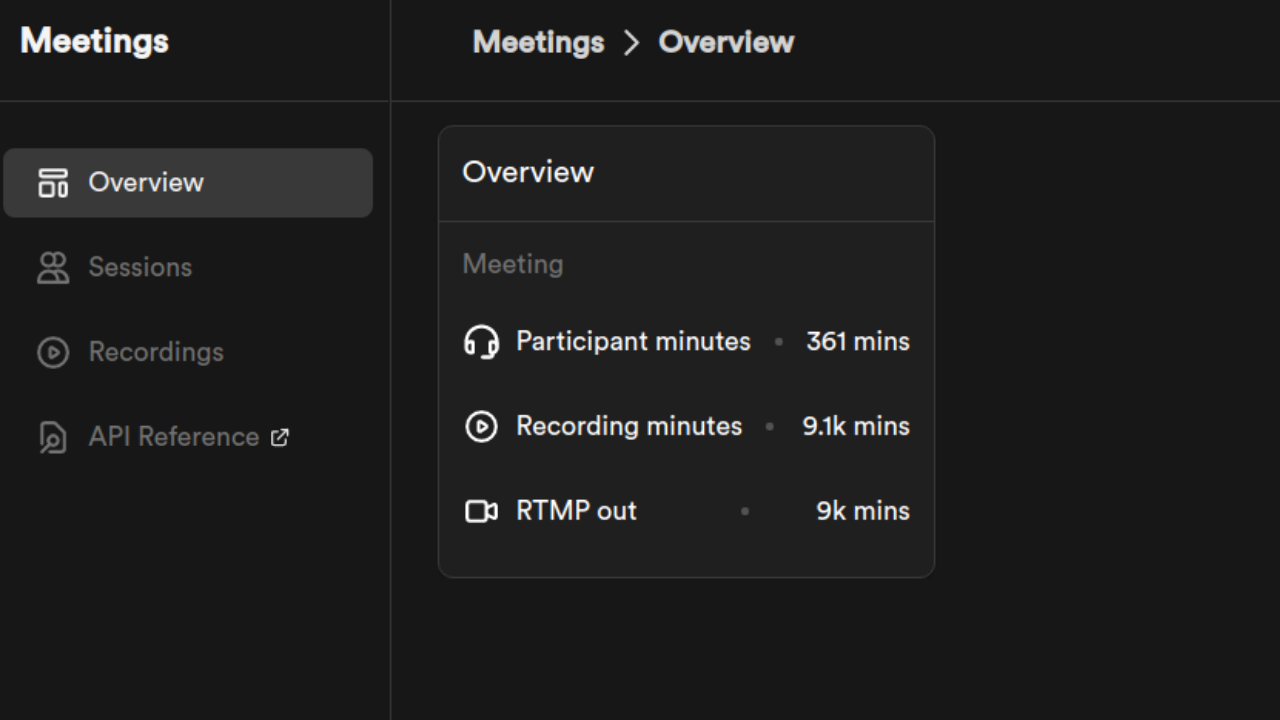 Meetings
Meetings > Overview
Overview
Sessions
Recordings
API Reference
Overview
Meeting
Participant minutes • 361 mins
Recording minutes • 9.1k mins
RTMP out • 9k mins